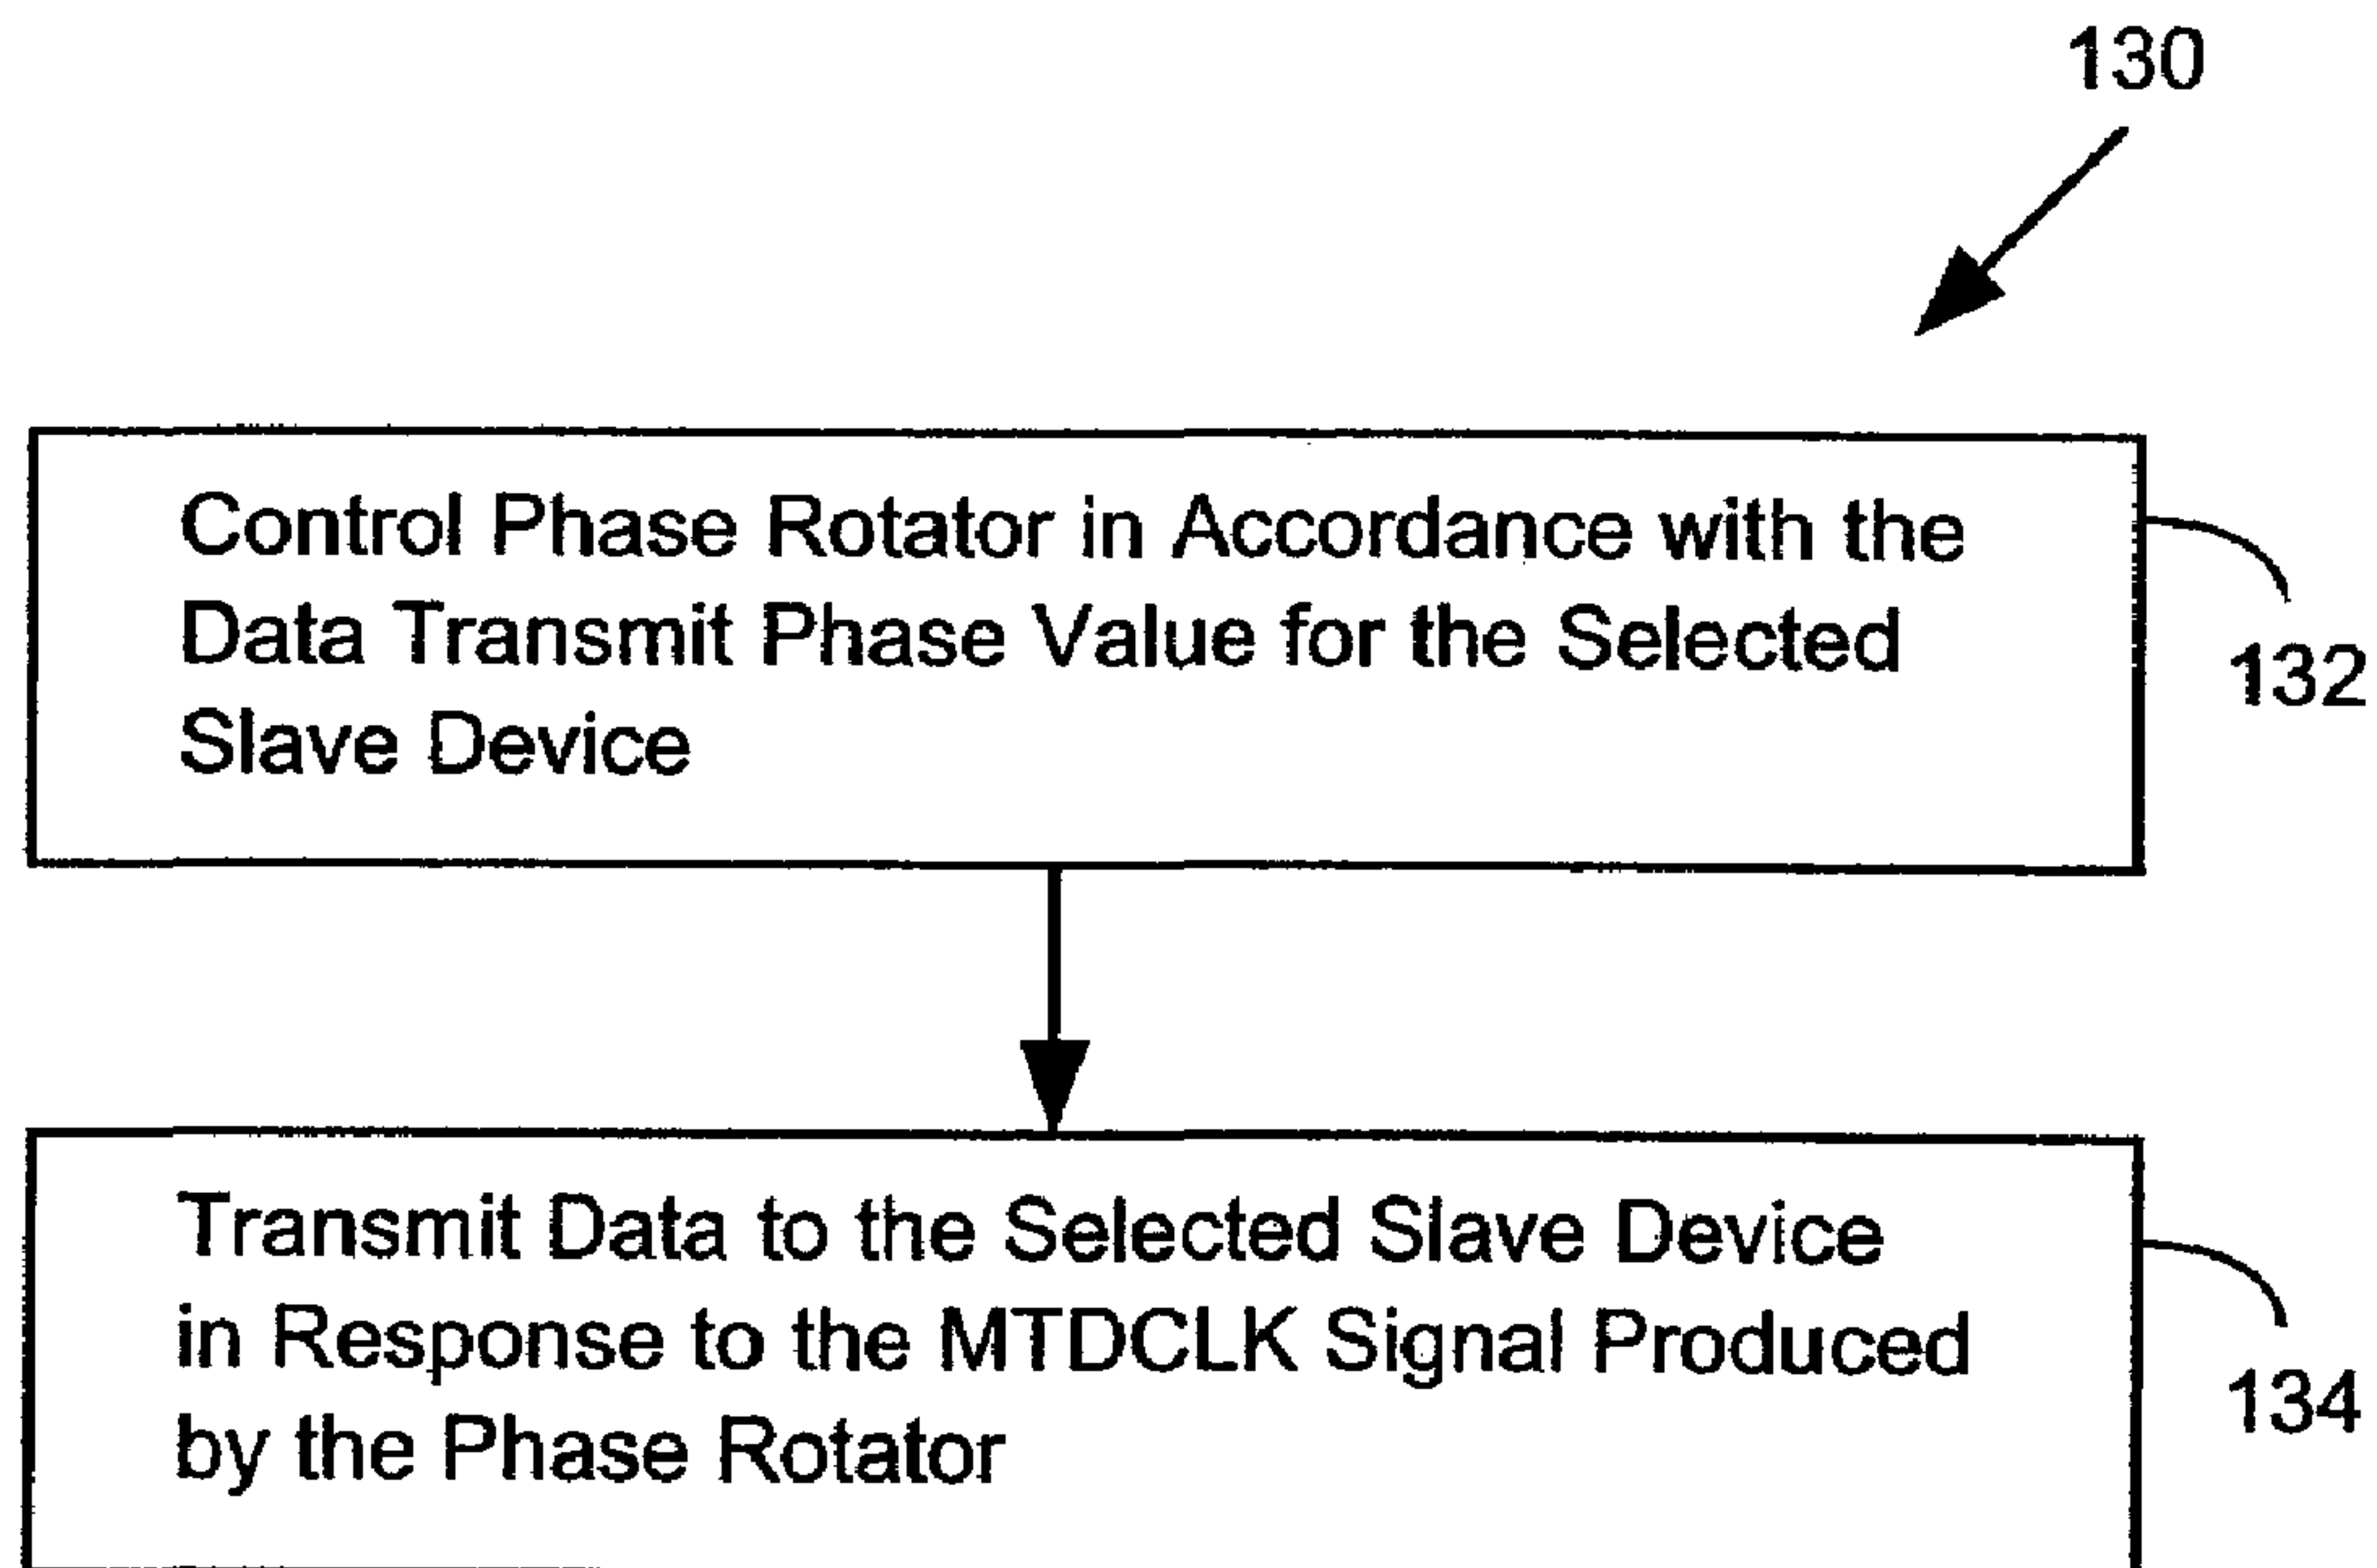 130
Control Phase Rotator in Accordance with the
Data Transmit Phase Value for the Selected
Slave Device
132
Transmit Data to the Selected Slave Device
in Response to the MTDCLK Signal Produced
by the Phase Rotator
134